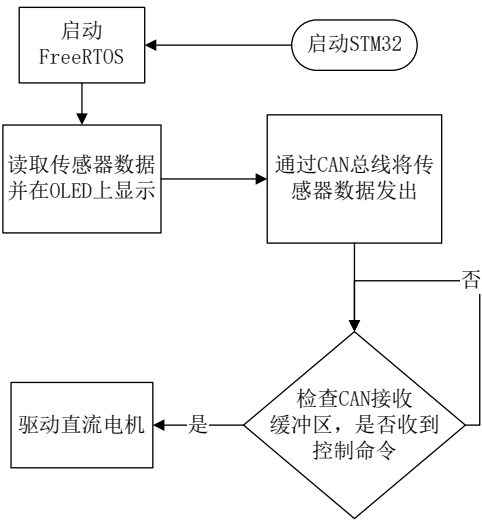 启动STM32
启动
FreeRTOS
读取传感器数据
并在OLED上显示
通过CAN总线将传
感器数据发出
否
检查CAN接收
缓冲区，是否收到
控制命令
是
驱动直流电机